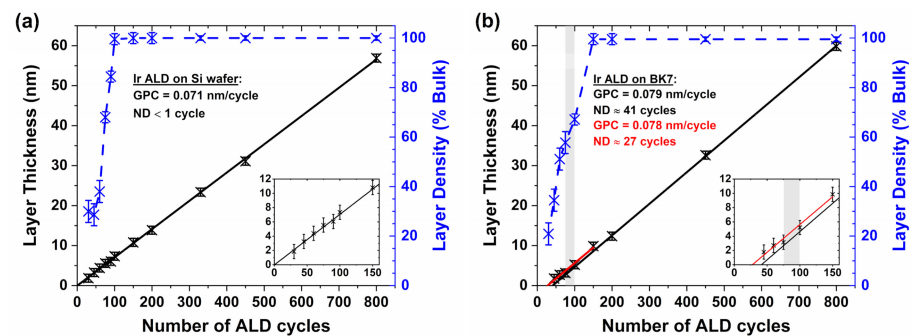 (a)
60
50
40
30
20
10
0
Layer Thickness (nm)
Ir ALD on Si wafer:
GPC = 0.071 nm/cycle
ND < 1 cycle
12
10
8
6
4
2
0
0 50 100 150
100
80
60
40
20
0
Layer Density (% Bulk)
0 100 200 300 400 500 600 700 800
Number of ALD cycles
(b)
60
50
40
30
20
10
0
Layer Thickness (nm)
Ir ALD on BK7:
GPC = 0.079 nm/cycle
ND ≈ 41 cycles
GPC = 0.078 nm/cycle
ND ≈ 27 cycles
12
10
8
6
4
2
0
0 50 100 150
100
80
60
40
20
0
Layer Density (% Bulk)
0 100 200 300 400 500 600 700 800
Number of ALD cycles